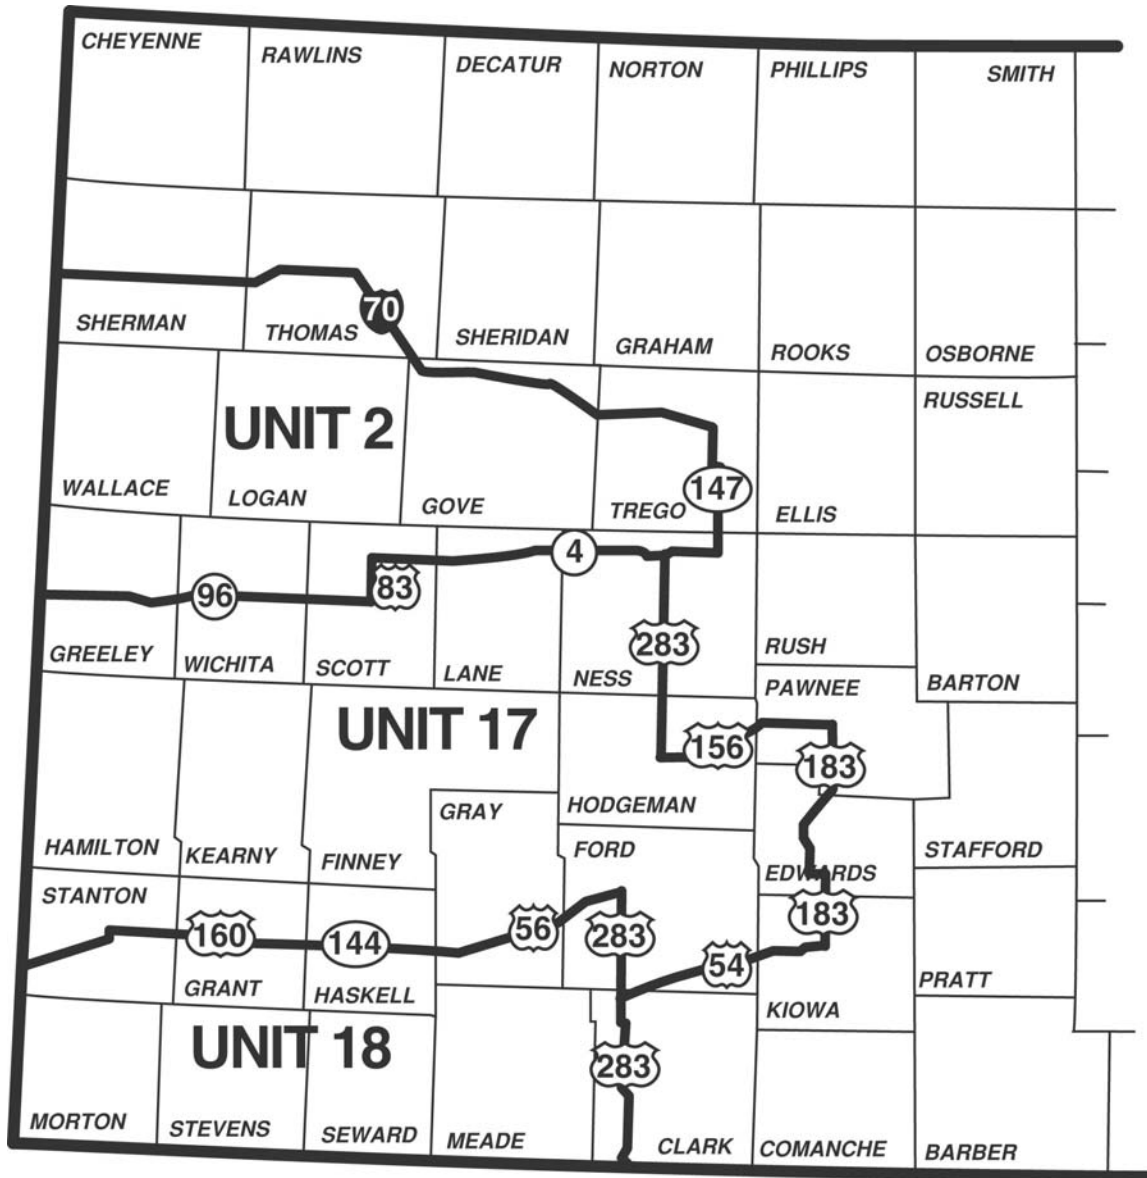 CHEYENNE
RAWLINS
DECATUR
NORTON
PHILLIPS
SMITH
SHERMAN
THOMAS
70
SHERIDAN
GRAHAM
ROOKS
OSBORNE
RUSSELL
UNIT 2
WALLACE
LOGAN
GOVE
TREGO
147
ELLIS
96
83
4
283
GREELEY
WICHITA
SCOTT
LANE
NESS
RUSH
PAWNEE
BARTON
UNIT 17
156
183
GRAY
HODGEMAN
HAMILTON
KEARNY
FINNEY
FORD
EDWARDS
STAFFORD
STANTON
160
144
56
283
54
183
GRANT
HASKELL
KIOWA
PRATT
UNIT 18
283
MORTON
STEVENS
SEWARD
MEADE
CLARK
COMANCHE
BARBER